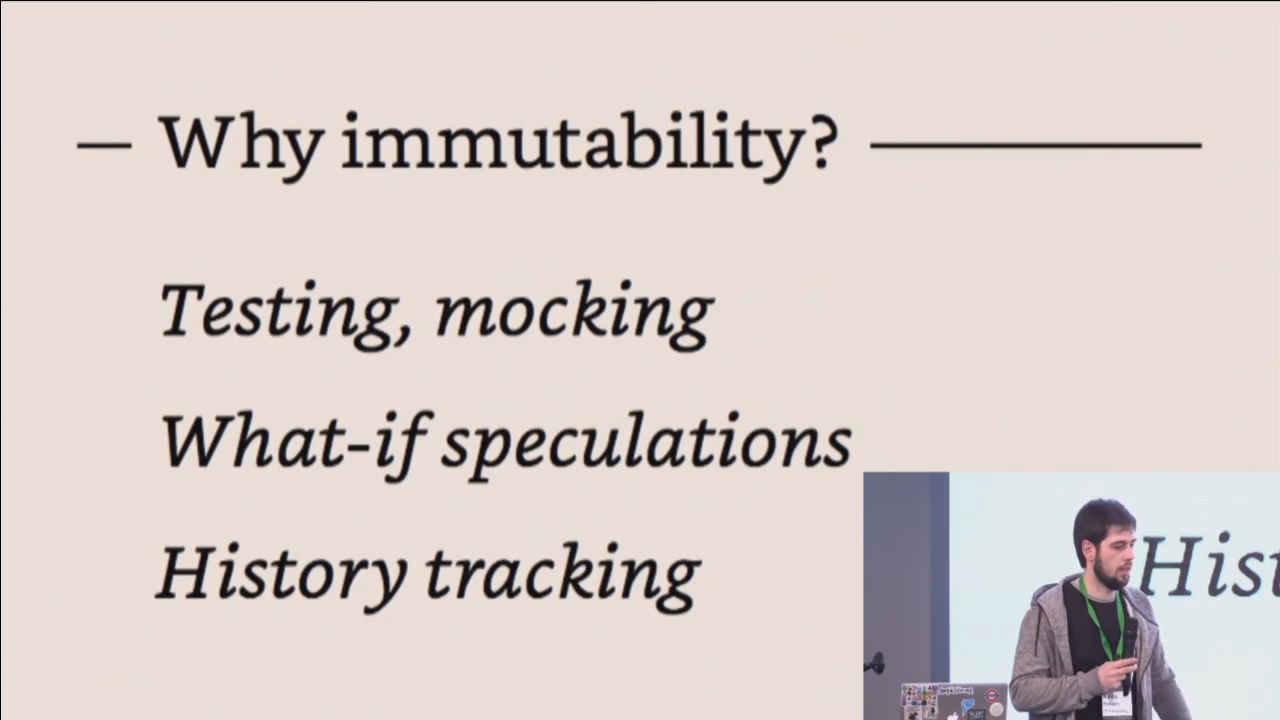 Why immutability?
Testing, mocking
What-if speculations
History tracking
His